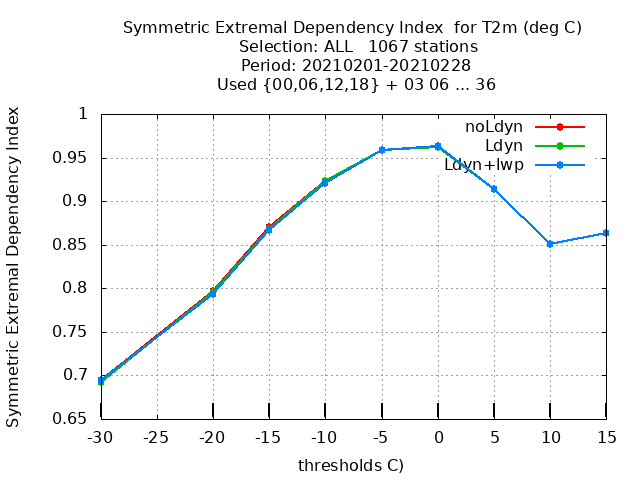 Symmetric Extremal Dependency Index  for T2m (deg C)
Selection: ALL   1067 stations
Period: 20210201-20210228
Used {00,06,12,18} + 03 06 ... 36
Symmetric Extremal Dependency Index
1
0.95
0.9
0.85
0.8
0.75
0.7
0.65
noLdyn
Ldyn
Ldyn+lwp
-30 -25 -20 -15 -10 -5 0 5 10 15
thresholds C)